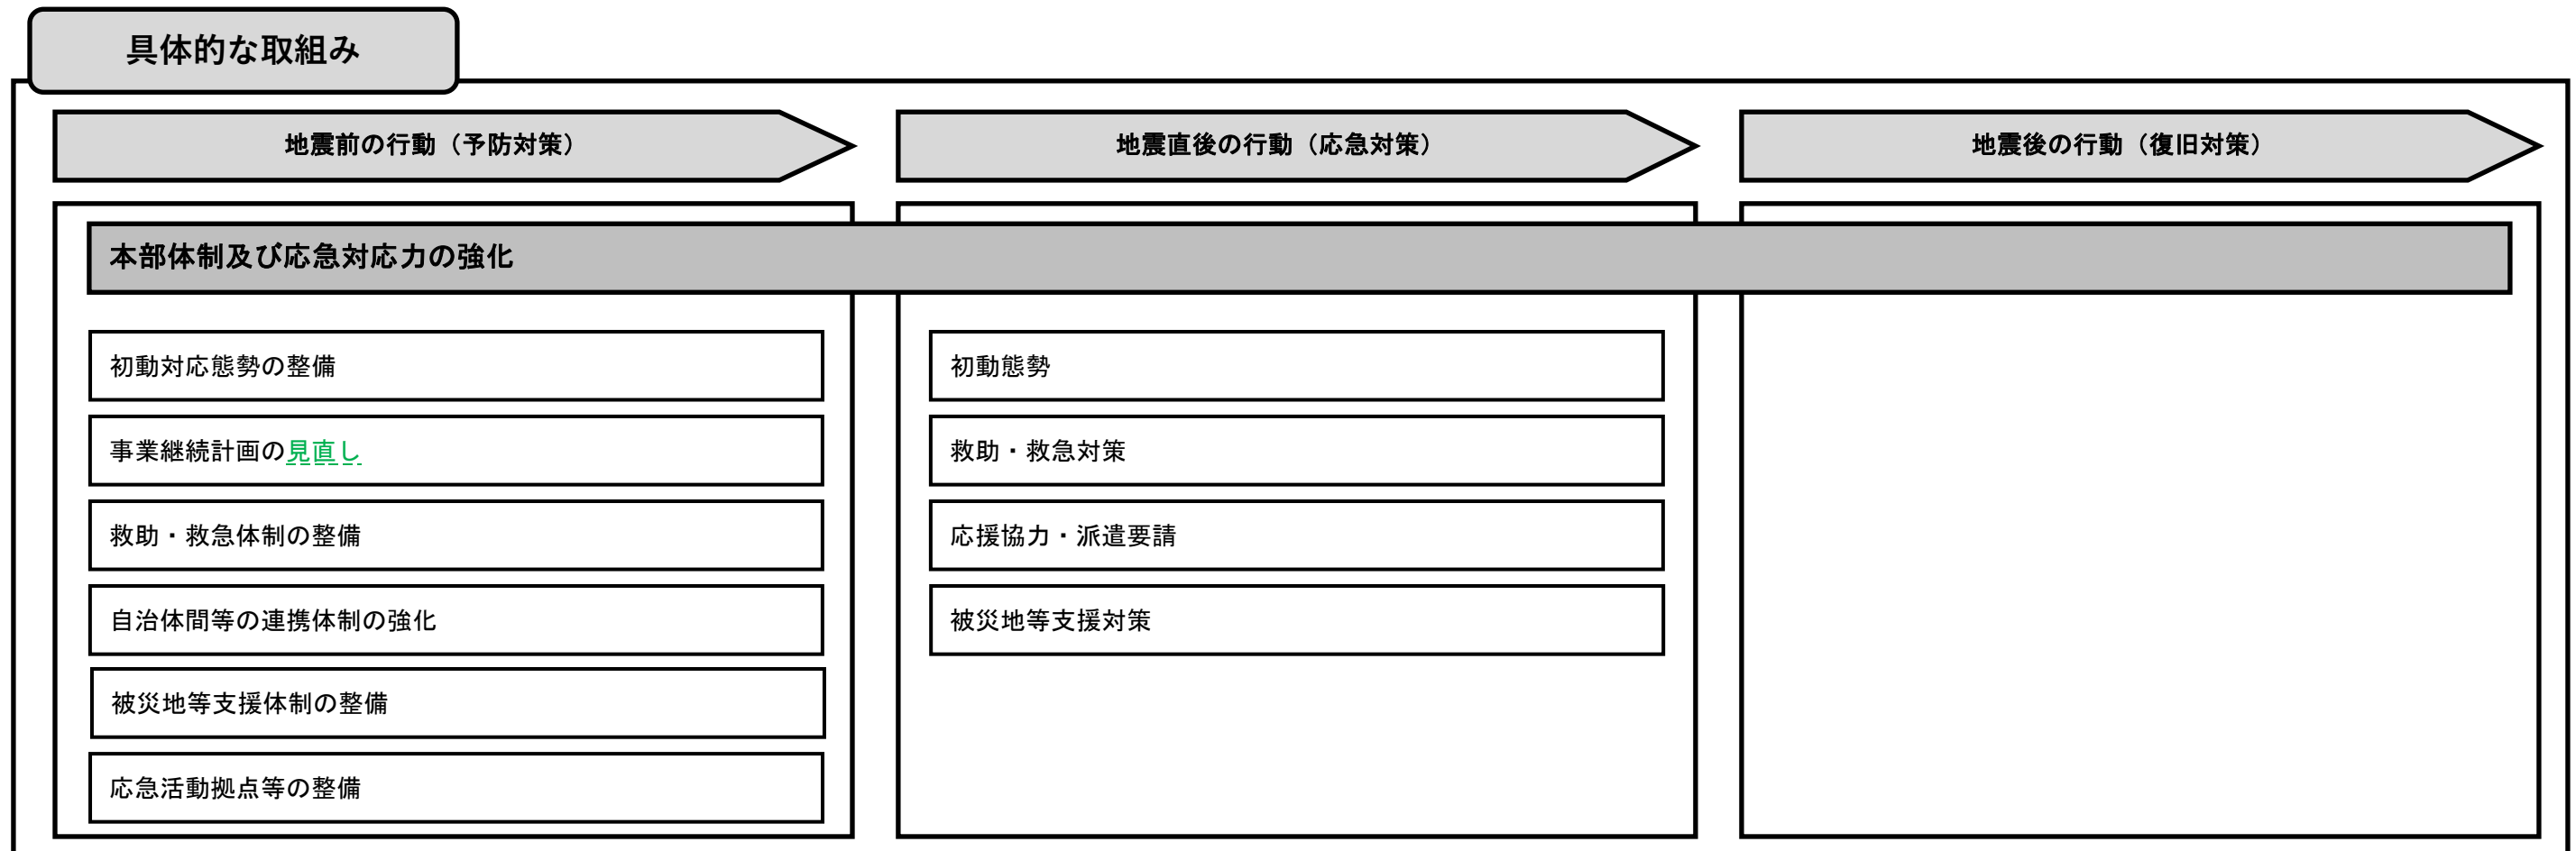 具体的な取組み
地震前の行動（予防対策）
地震直後の行動（応急対策）
地震後の行動（復旧対策）
本部体制及び応急対応力の強化
初動対応態勢の整備
事業継続計画の見直し
救助・救急体制の整備
自治体間等の連携体制の強化
被災地等支援体制の整備
応急活動拠点等の整備
初動態勢
救助・救急対策
応援協力・派遣要請
被災地等支援対策